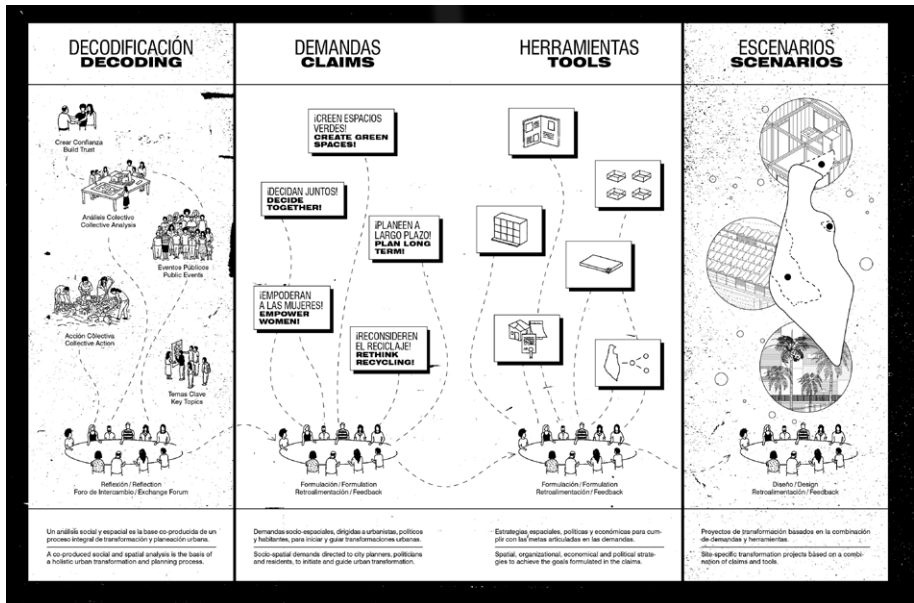 DECODIFICACIÓN
DECODING
Crear Confianza
Build Trust
Análisis Colectivo
Collective Analysis
Eventos Públicos
Public Events
Acción Colectiva
Collective Action
Temas Clave
Key Topics
Reflexión / Reflection
Foro de Intercambio / Exchange Forum
Un análisis social y espacial es la base co-producida de un
proceso integral de transformación y planeación urbana.
A co-produced social and spatial analysis is the basis of
a holistic urban transformation and planning process.
DEMANDAS
CLAIMS
¡CREEN ESPACIOS
VERDES!
CREATE GREEN
SPACES!
¡DECIDAN JUNTOS!
DECIDE
TOGETHER!
¡PLANEEN A
LARGO PLAZO!
PLAN LONG
TERM!
¡EMPODERAN
A LAS MUJERES!
EMPOWER
WOMEN!
¡RECONSIDEREN
EL RECICLAJE!
RETHINK
RECYCLING!
Formulación / Formulation
Retroalimentación / Feedback
Demandas socio-espaciales, dirigidas a urbanistas, políticos
y habitantes, para iniciar y guiar transformaciones urbanas.
Socio-spatial demands directed to city planners, politicians
and residents, to initiate and guide urban transformation.
HERRAMIENTAS
TOOLS
Formulación / Formulation
Retroalimentación / Feedback
Estrategias espaciales, políticas y económicas para cum-
plir con las metas articuladas en las demandas.
Spatial, organizational, economical and political strate-
gies to achieve the goals formulated in the claims.
ESCENARIOS
SCENARIOS
Diseño / Design
Retroalimentación / Feedback
Proyectos de transformación basados en la combinación
de demandas y herramientas.
Site-specific transformation projects based on a combi-
nation of claims and tools.